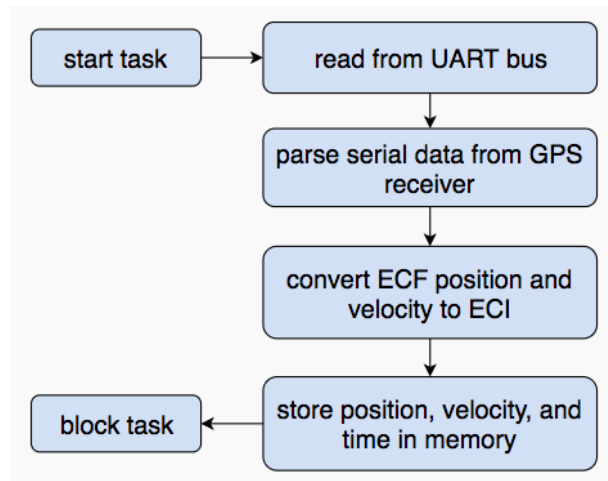 start task
read from UART bus
parse serial data from GPS
receiver
convert ECF position and
velocity to ECI
store position, velocity, and
time in memory
block task